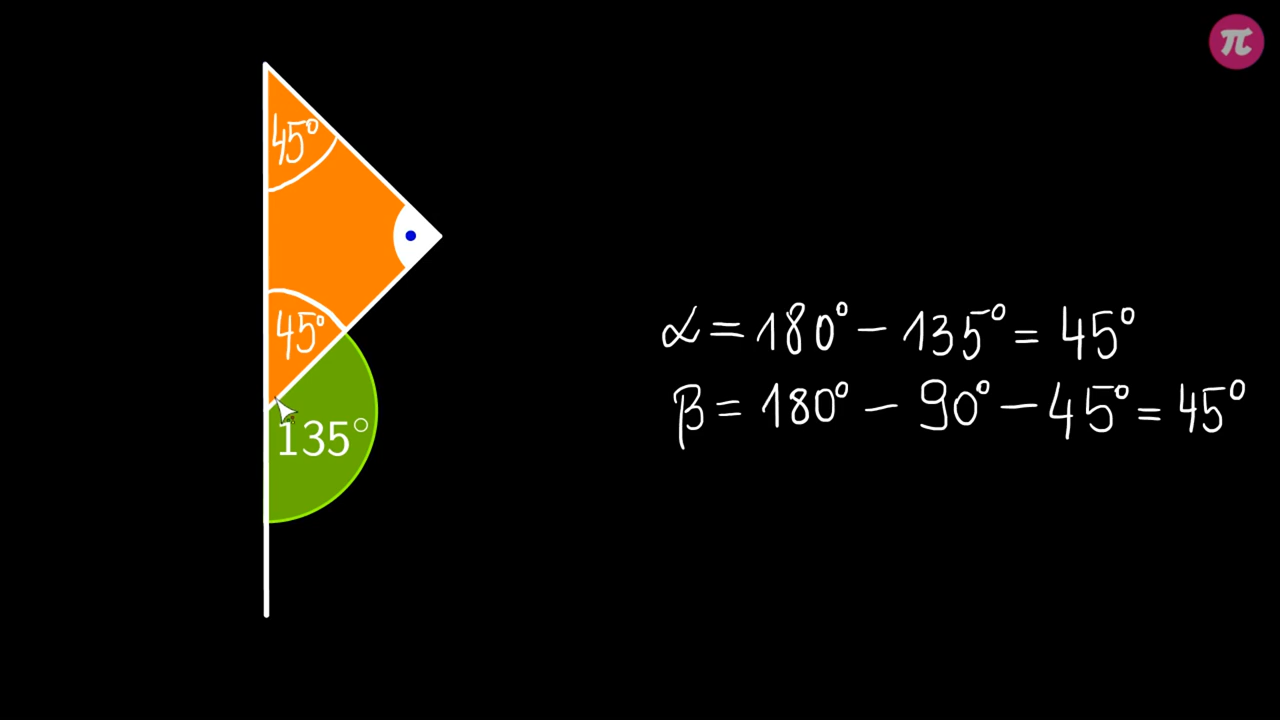 π
45°
45°
135°
α = 180° − 135° = 45°
β = 180° − 90° − 45° = 45°